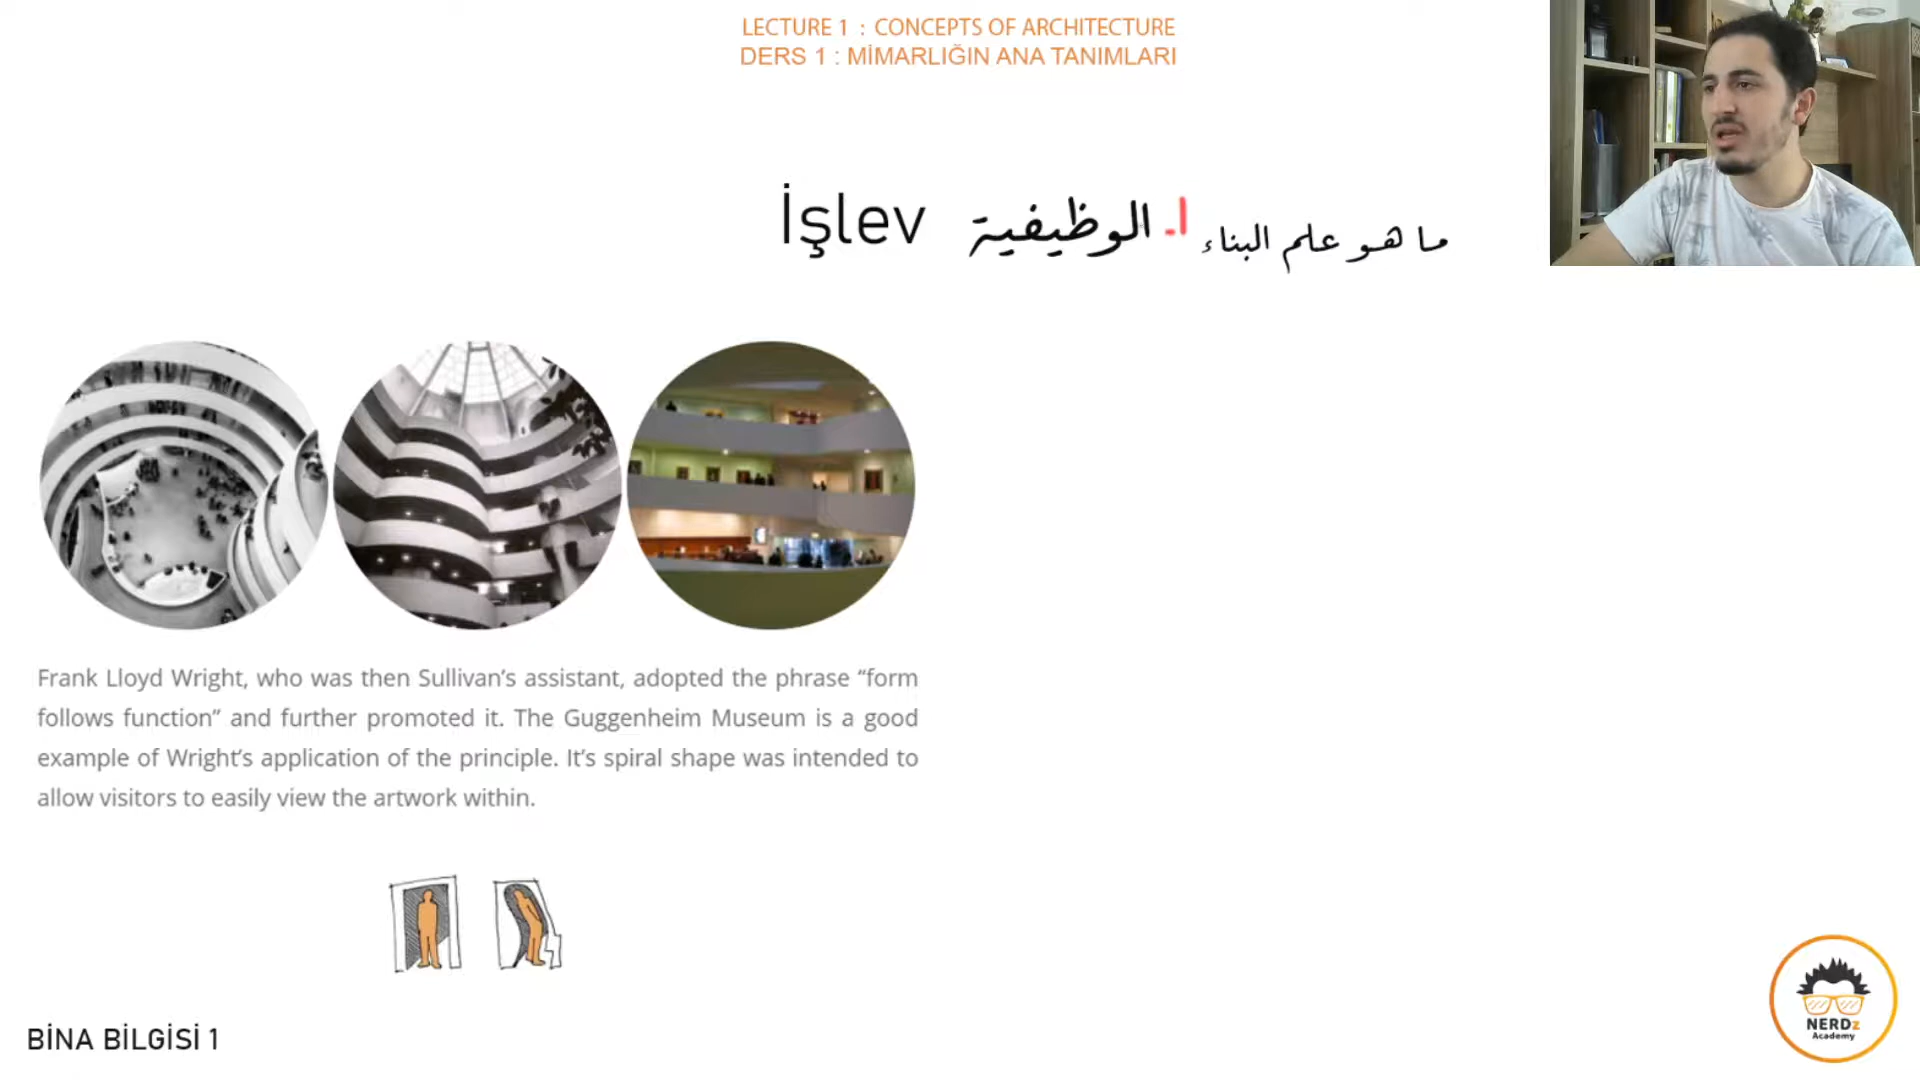 LECTURE 1 : CONCEPTS OF ARCHITECTURE
DERS 1 : MİMARLIĞIN ANA TANIMLARI
ما هو علم البناء
1- الوظيفية İşlev
Frank Lloyd Wright, who was then Sullivan’s assistant, adopted the phrase “form
follows function” and further promoted it. The Guggenheim Museum is a good
example of Wright’s application of the principle. It’s spiral shape was intended to
allow visitors to easily view the artwork within.
BİNA BİLGİSİ 1
NERDz
Academy